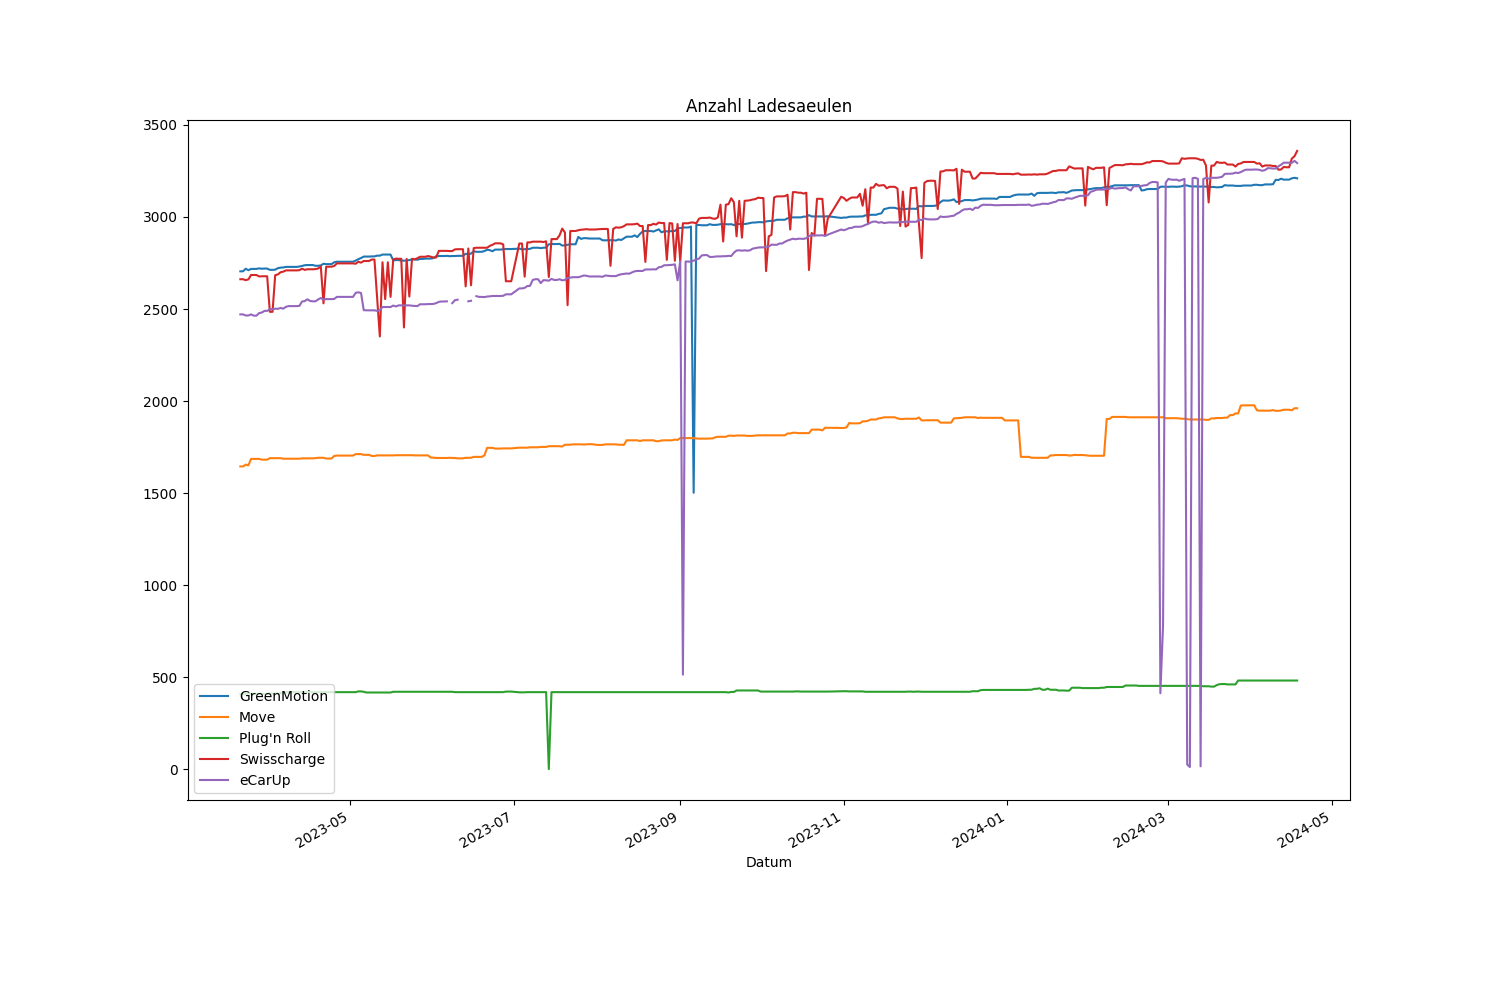 Anzahl Ladesaeulen
3500
3000
2500
2000
1500
1000
500
0
GreenMotion
Move
Plug'n Roll
Swisscharge
eCarUp
2023-05
2023-07
2023-09
2023-11
2024-01
2024-03
2024-05
Datum